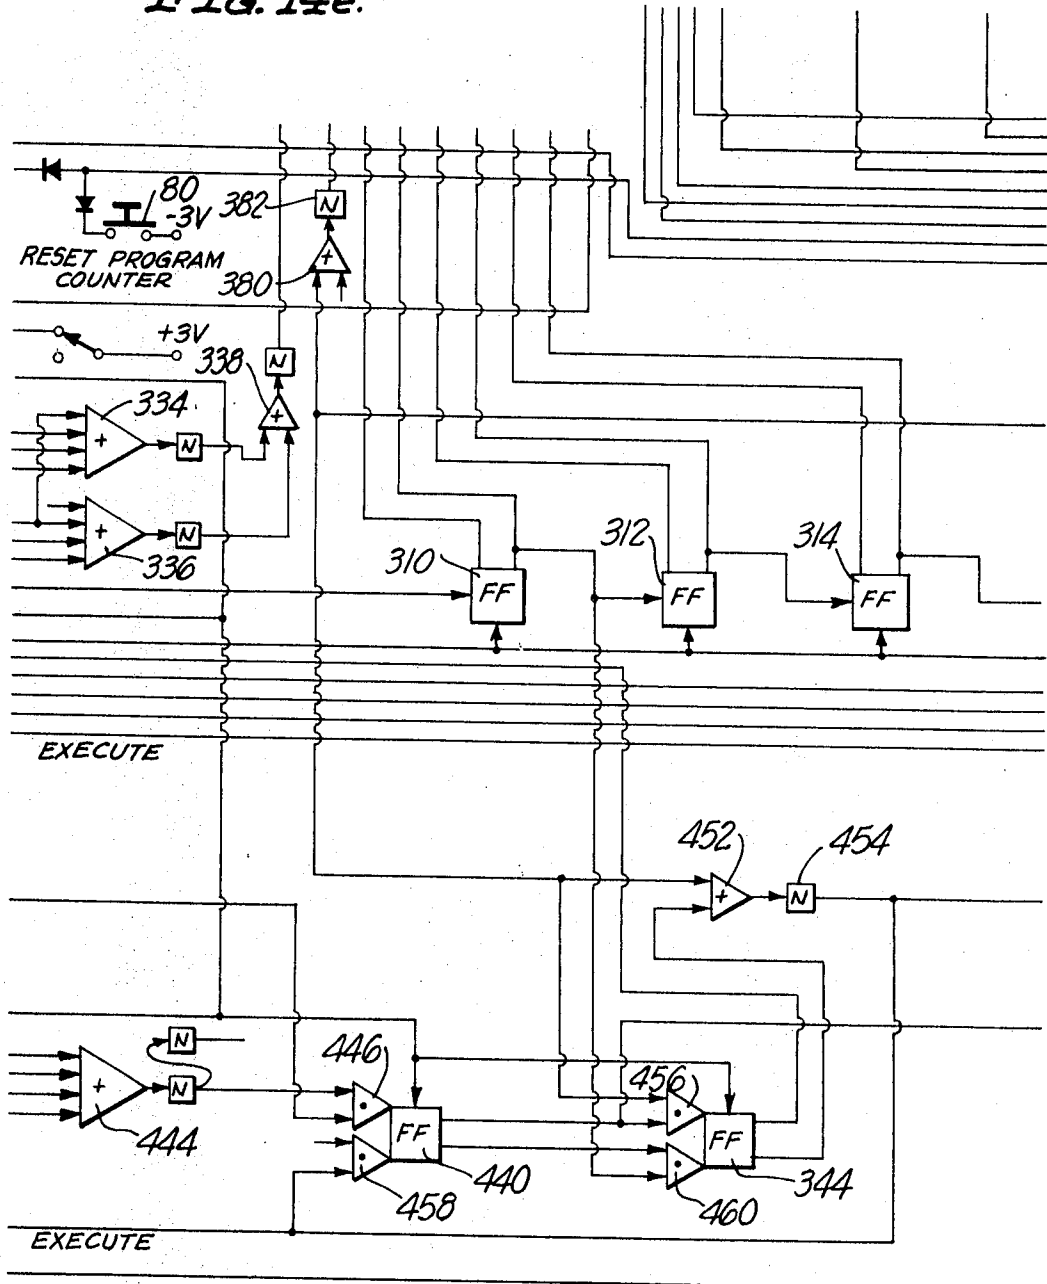 FIG. 14e.
80
-3V
382
N
RESET PROGRAM
COUNTER
+
380
+3V
338
N
+
334
+
N
336
+
N
310
FF
312
FF
314
FF
EXECUTE
452
+
454
N
N
444
+
N
446
•
FF
440
458
•
456
•
FF
344
460
•
EXECUTE